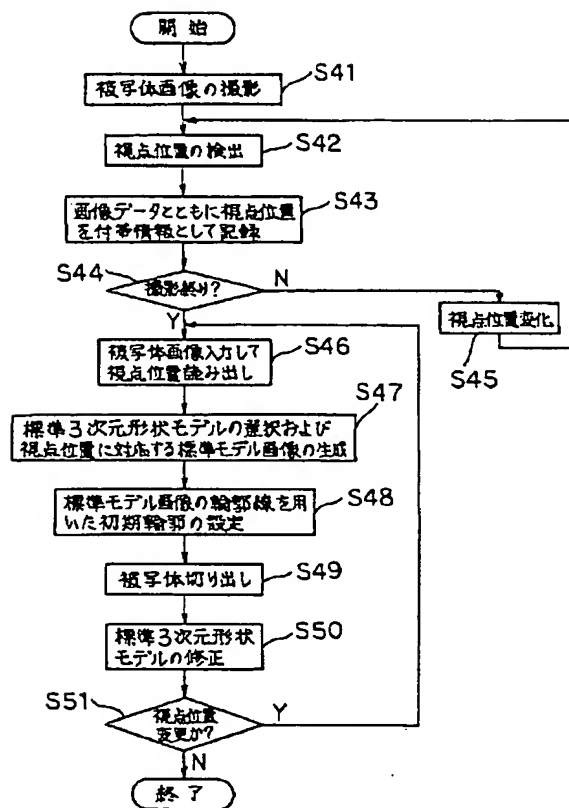 開始
被写体画像の撮影
S41
視点位置の検出
S42
画像データとともに視点位置
を付帯情報として記録
S43
S44
撮影終り?
N
Y
視点位置変化
S45
被写体画像入力して
視点位置読み出し
S46
標準3次元形状モデルの選択および
視点位置に対応する標準モデル画像の生成
S47
標準モデル画像の輪郭線を用
いた初期輪郭の設定
S48
被写体切り出し
S49
標準3次元形状
モデルの修正
S50
S51
視点位置
変更か?
Y
N
終了